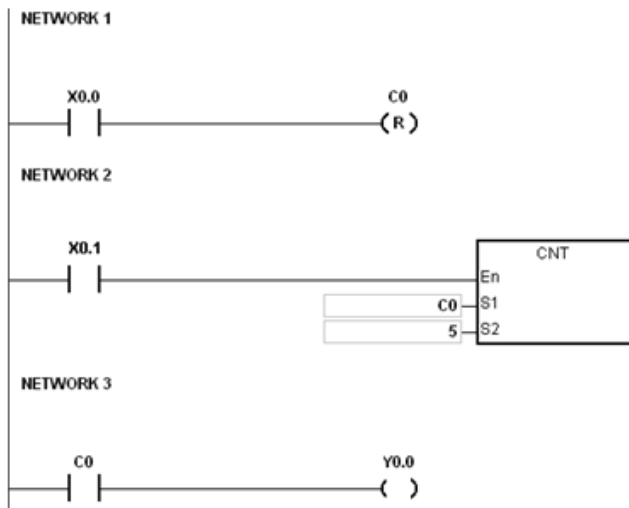 NETWORK 1
X0.0 C0
R
NETWORK 2
X0.1
CNT
En
C0 S1
5 S2
NETWORK 3
C0 Y0.0